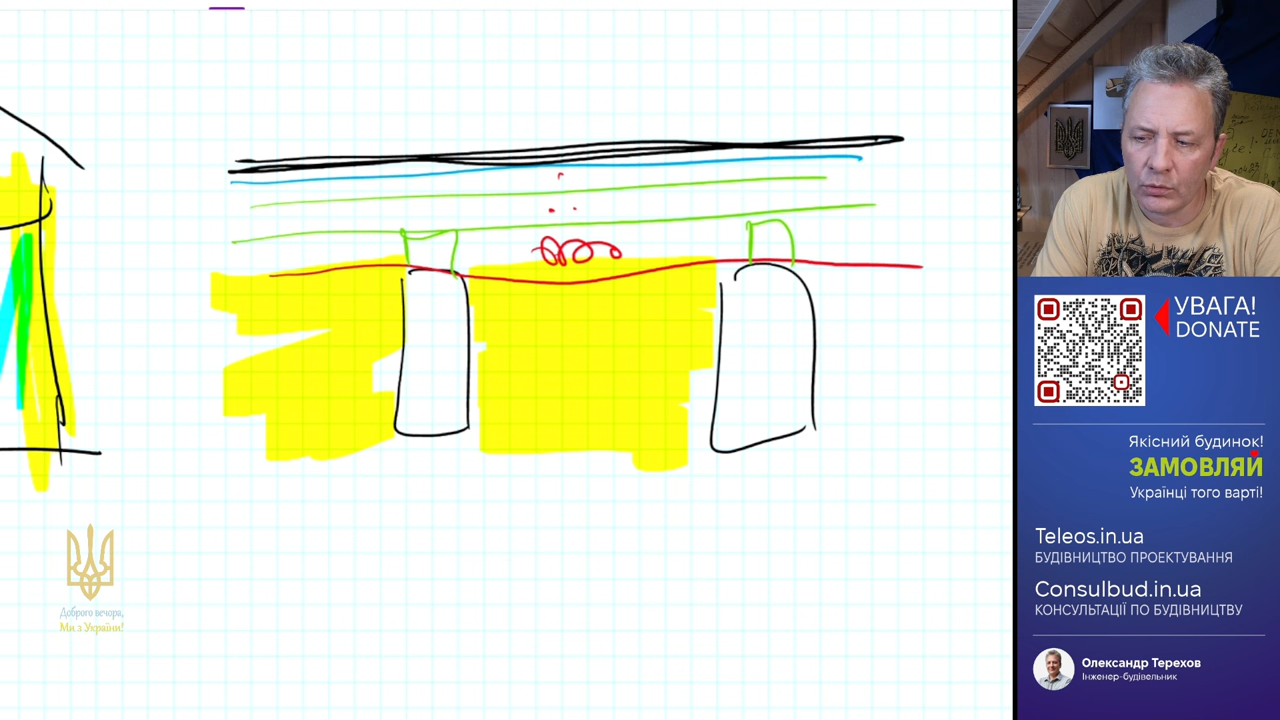 УВАГА!
DONATE
Якісний будинок!
ЗАМОВЛЯЙ
Українці того варті!
Teleos.in.ua
БУДІВНИЦТВО ПРОЕКТУВАННЯ
Consulbud.in.ua
КОНСУЛЬТАЦІЇ ПО БУДІВНИЦТВУ
Олександр Терехов
Інженер-будівельник
Доброго вечора,
Ми з України!